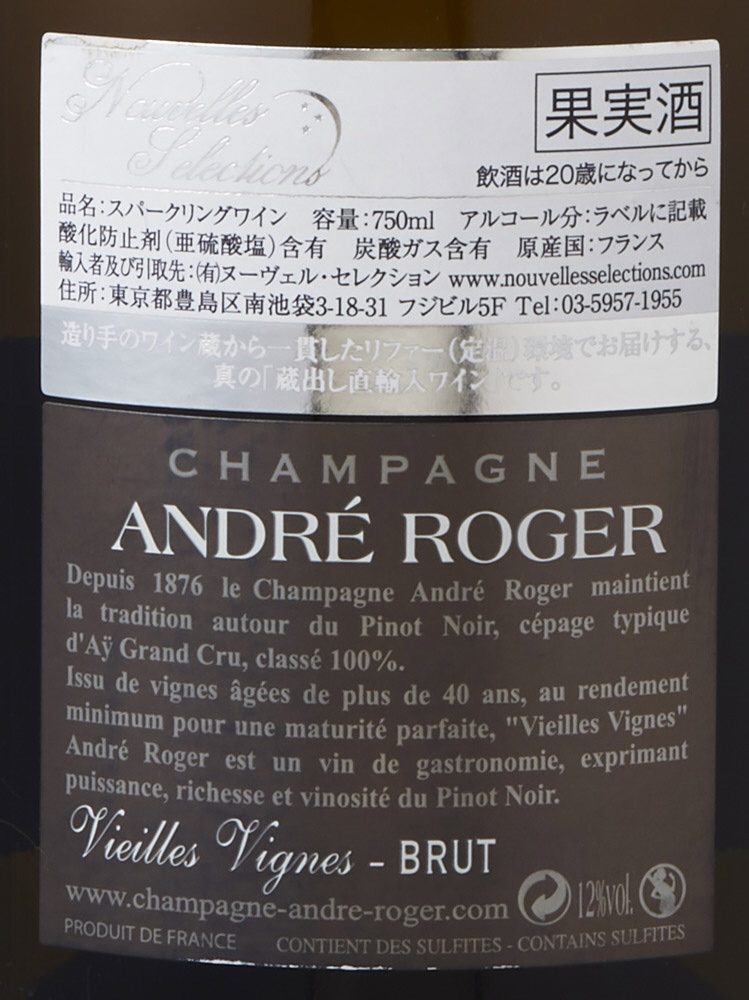 Nouvelles
Selections
果実酒
飲酒は20歳になってから
品名:スパークリングワイン 容量:750ml アルコール分:ラベルに記載
酸化防止剤(亜硫酸塩)含有 炭酸ガス含有 原産国:フランス
輸入者及び引取先:(有)ヌーヴェル・セレクション www.nouvellesselections.com
住所:東京都豊島区南池袋3-18-31 フジビル5F Tel:03-5957-1955
造り手のワイン蔵から一貫したリファー(定温)環境でお届けする、
真の「蔵出し直輸入ワイン」です。
CHAMPAGNE
ANDRÉ ROGER
Depuis 1876 le Champagne André Roger maintient
la tradition autour du Pinot Noir, cépage typique
d'Aÿ Grand Cru, classé 100%.
Issu de vignes âgées de plus de 40 ans, au rendement
minimum pour une maturité parfaite, "Vieilles Vignes"
André Roger est un vin de gastronomie, exprimant
puissance, richesse et vinosité du Pinot Noir.
Vieilles Vignes - BRUT
www.champagne-andre-roger.com 12%vol.
PRODUIT DE FRANCE CONTIENT DES SULFITES - CONTAINS SULFITES